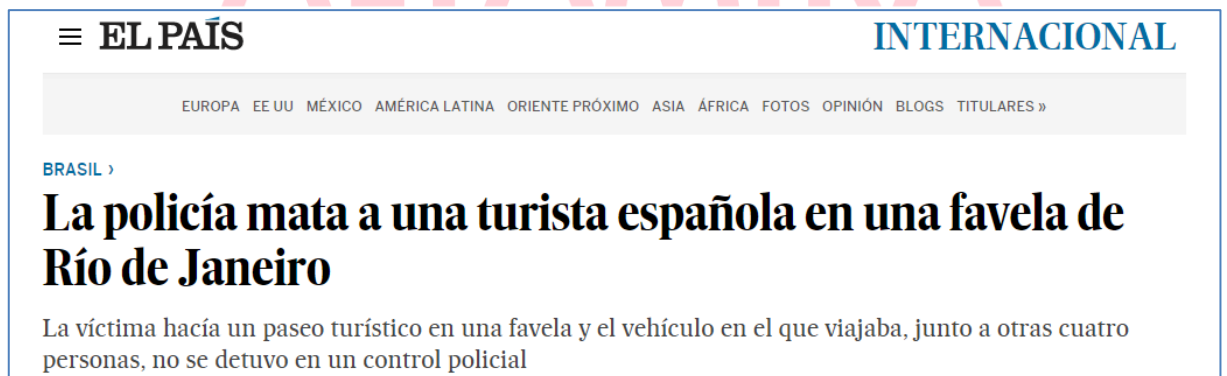 ALTAMIRA
≡ EL PAÍS
INTERNACIONAL
EUROPA EE UU MÉXICO AMÉRICA LATINA ORIENTE PRÓXIMO ASIA ÁFRICA FOTOS OPINIÓN BLOGS TITULARES »
BRASIL ›
La policía mata a una turista española en una favela de
Río de Janeiro
La víctima hacía un paseo turístico en una favela y el vehículo en el que viajaba, junto a otras cuatro
personas, no se detuvo en un control policial